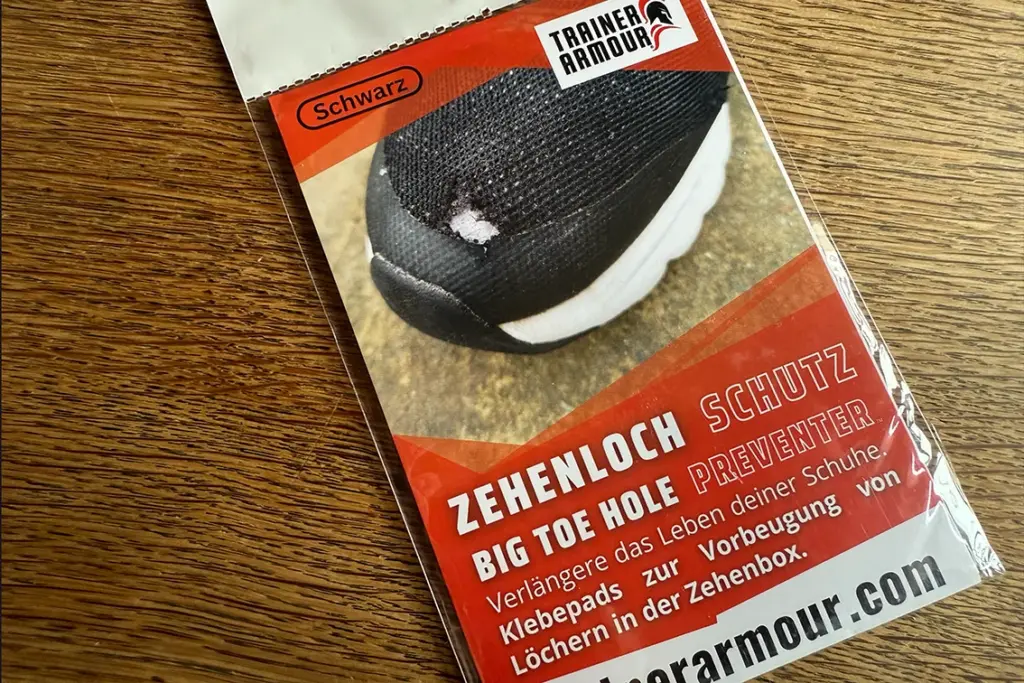 TRAINER
ARMOUR
Schwarz
ZEHENLOCH SCHUTZ
BIG TOE HOLE PREVENTER
Verlängere das Leben deiner Schuhe.
Klebepads zur Vorbeugung von
Löchern in der Zehenbox.
nerarmour.com